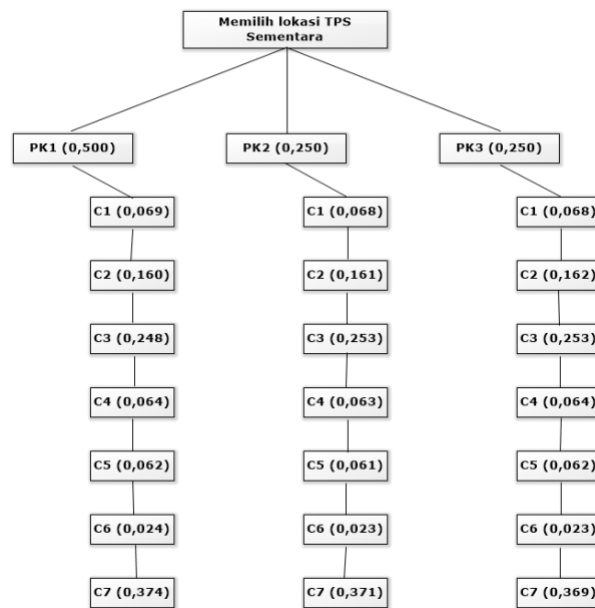 Memilih lokasi TPS
Sementara
PK1 (0,500)
PK2 (0,250)
PK3 (0,250)
C1 (0,069)
C1 (0,068)
C1 (0,068)
C2 (0,160)
C2 (0,161)
C2 (0,162)
C3 (0,248)
C3 (0,253)
C3 (0,253)
C4 (0,064)
C4 (0,063)
C4 (0,064)
C5 (0,062)
C5 (0,061)
C5 (0,062)
C6 (0,024)
C6 (0,023)
C6 (0,023)
C7 (0,374)
C7 (0,371)
C7 (0,369)